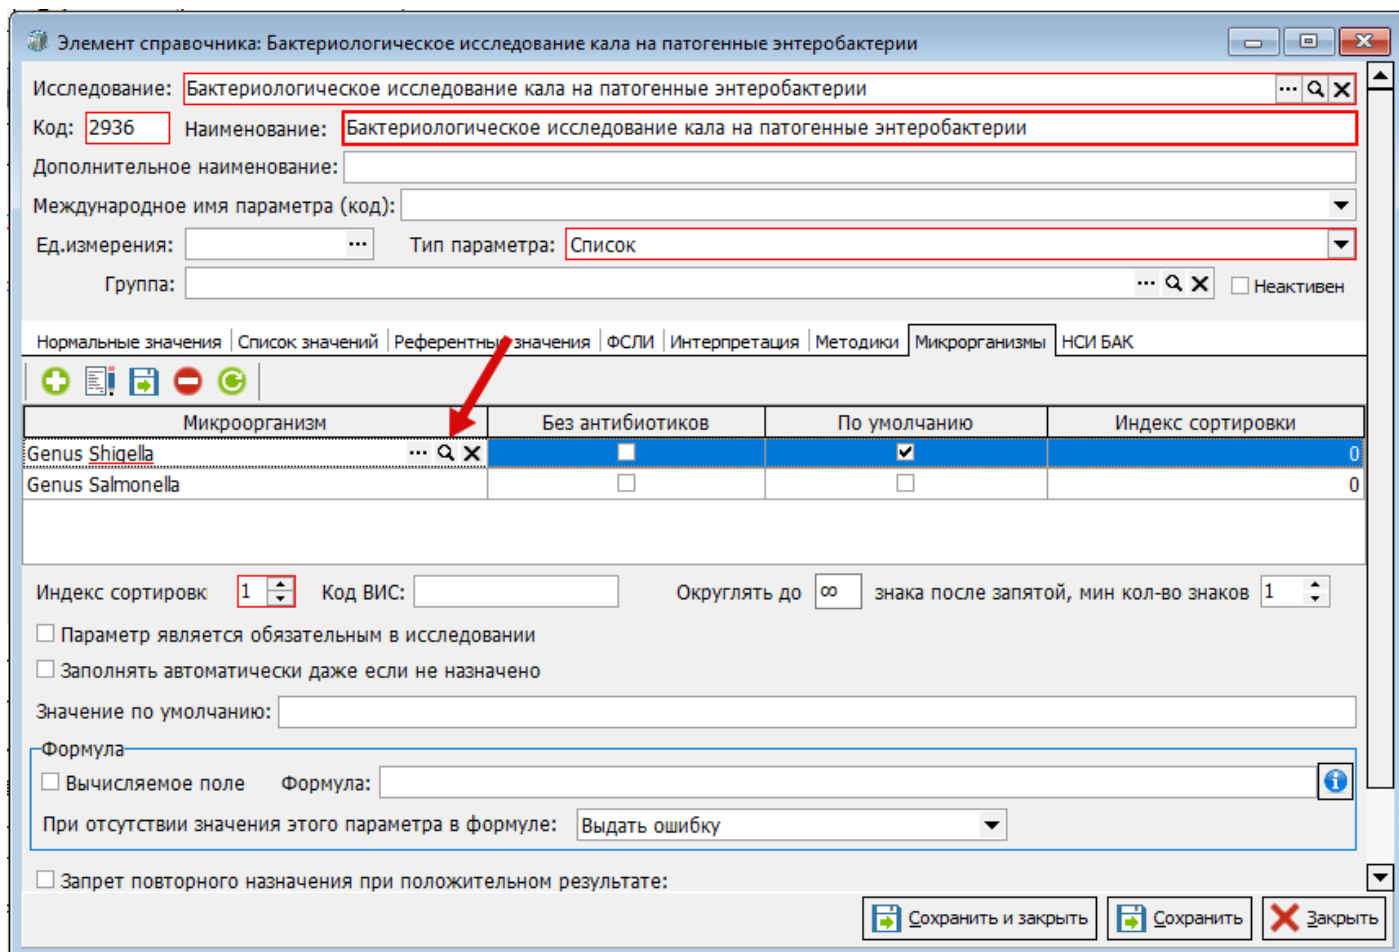 Элемент справочника: Бактериологическое исследование кала на патогенные энтеробактерии
Исследование: Бактериологическое исследование кала на патогенные энтеробактерии
Код: 2936 Наименование: Бактериологическое исследование кала на патогенные энтеробактерии
Дополнительное наименование:
Международное имя параметра (код):
Ед.измерения: ... Тип параметра: Список
Группа: ... Неактивен
Нормальные значения Список значений Референтные значения ФСЛИ Интерпретация Методики Микрорганизмы НСИ БАК
Микроорганизм Без антибиотиков По умолчанию Индекс сортировки
Genus Shigella ... 0
Genus Salmonella 0
Индекс сортировк 1 Код ВИС: Округлять до ∞ знака после запятой, мин кол-во знаков 1
Параметр является обязательным в исследовании
Заполнять автоматически даже если не назначено
Значение по умолчанию:
Формула
Вычисляемое поле Формула:
При отсутствии значения этого параметра в формуле: Выдать ошибку
Запрет повторного назначения при положительном результате:
Сохранить и закрыть Сохранить Закрыть